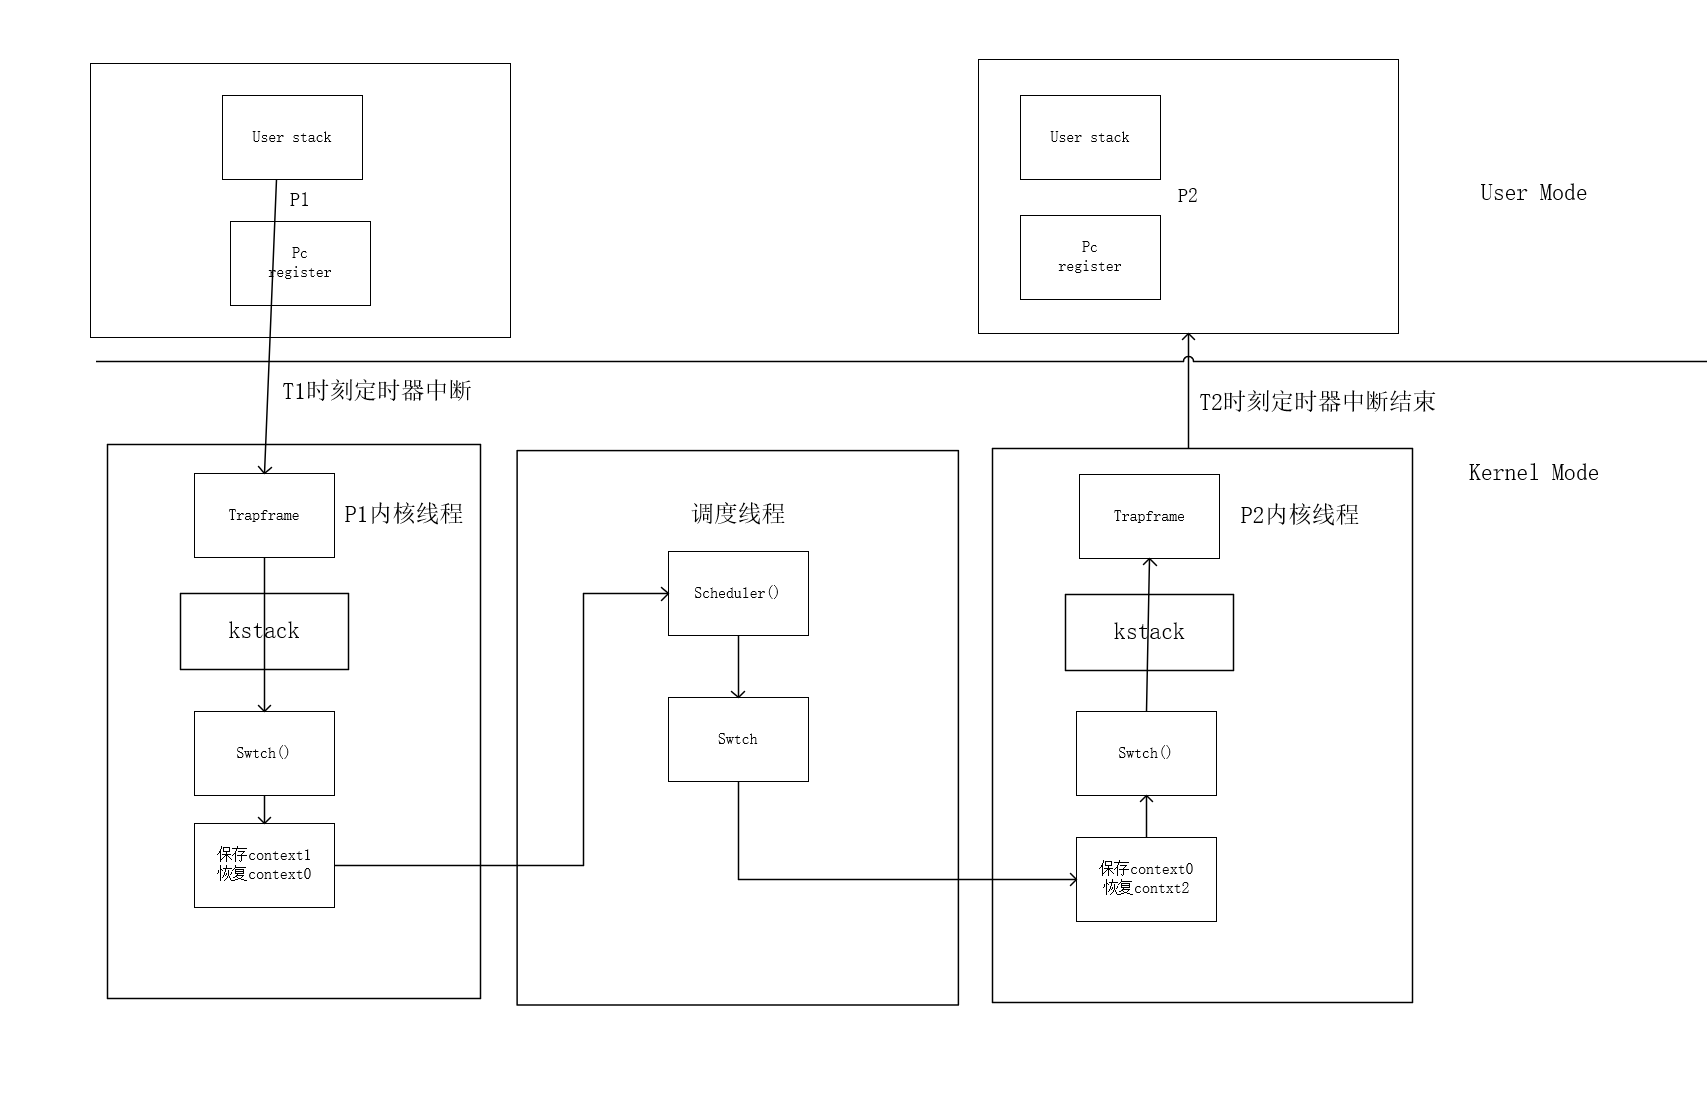 User stack
P1
Pc
register
User stack
P2
Pc
register
User Mode
T1时刻定时器中断
T2时刻定时器中断结束
Kernel Mode
Trapframe
P1内核线程
kstack
Swtch()
保存context1
恢复context0
调度线程
Scheduler()
Swtch
Trapframe
P2内核线程
kstack
Swtch()
保存context0
恢复contxt2